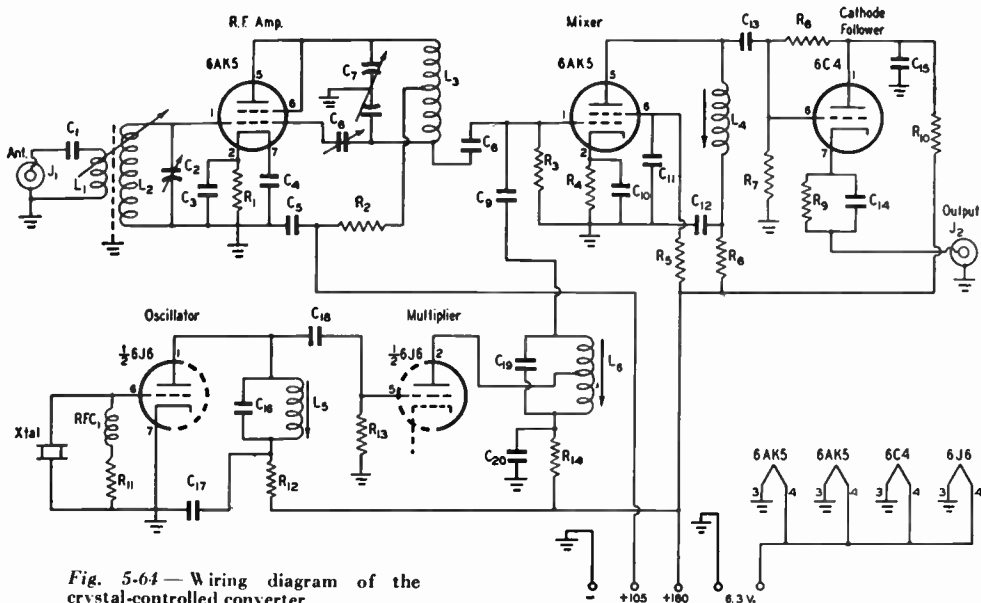 R.F. Amp.
Mixer
Cathode
Follower
6AK5
6AK5
6C4
C1
Ant.
J1
L1
L2
C2
C3
R1
C4
C5
R2
C6
C7
L3
1
5
6
2
7
C8
C9
R3
R4
C10
C11
C12
R5
R6
L4
1
5
6
2
C13
R8
R7
R9
C14
C15
R10
1
6
7
Output
J2
Oscillator
Multiplier
½6J6
½6J6
Xtal
RFC1
R11
C17
C16
L5
R12
C18
R13
C19
L6
C20
R14
6
1
7
5
2
6AK5
6AK5
6C4
6J6
3 4
3 4
3 4
3 4
-
+105
+180
6.3 V.
Fig. 5-64 — Wiring diagram of the
crystal-controlled converter